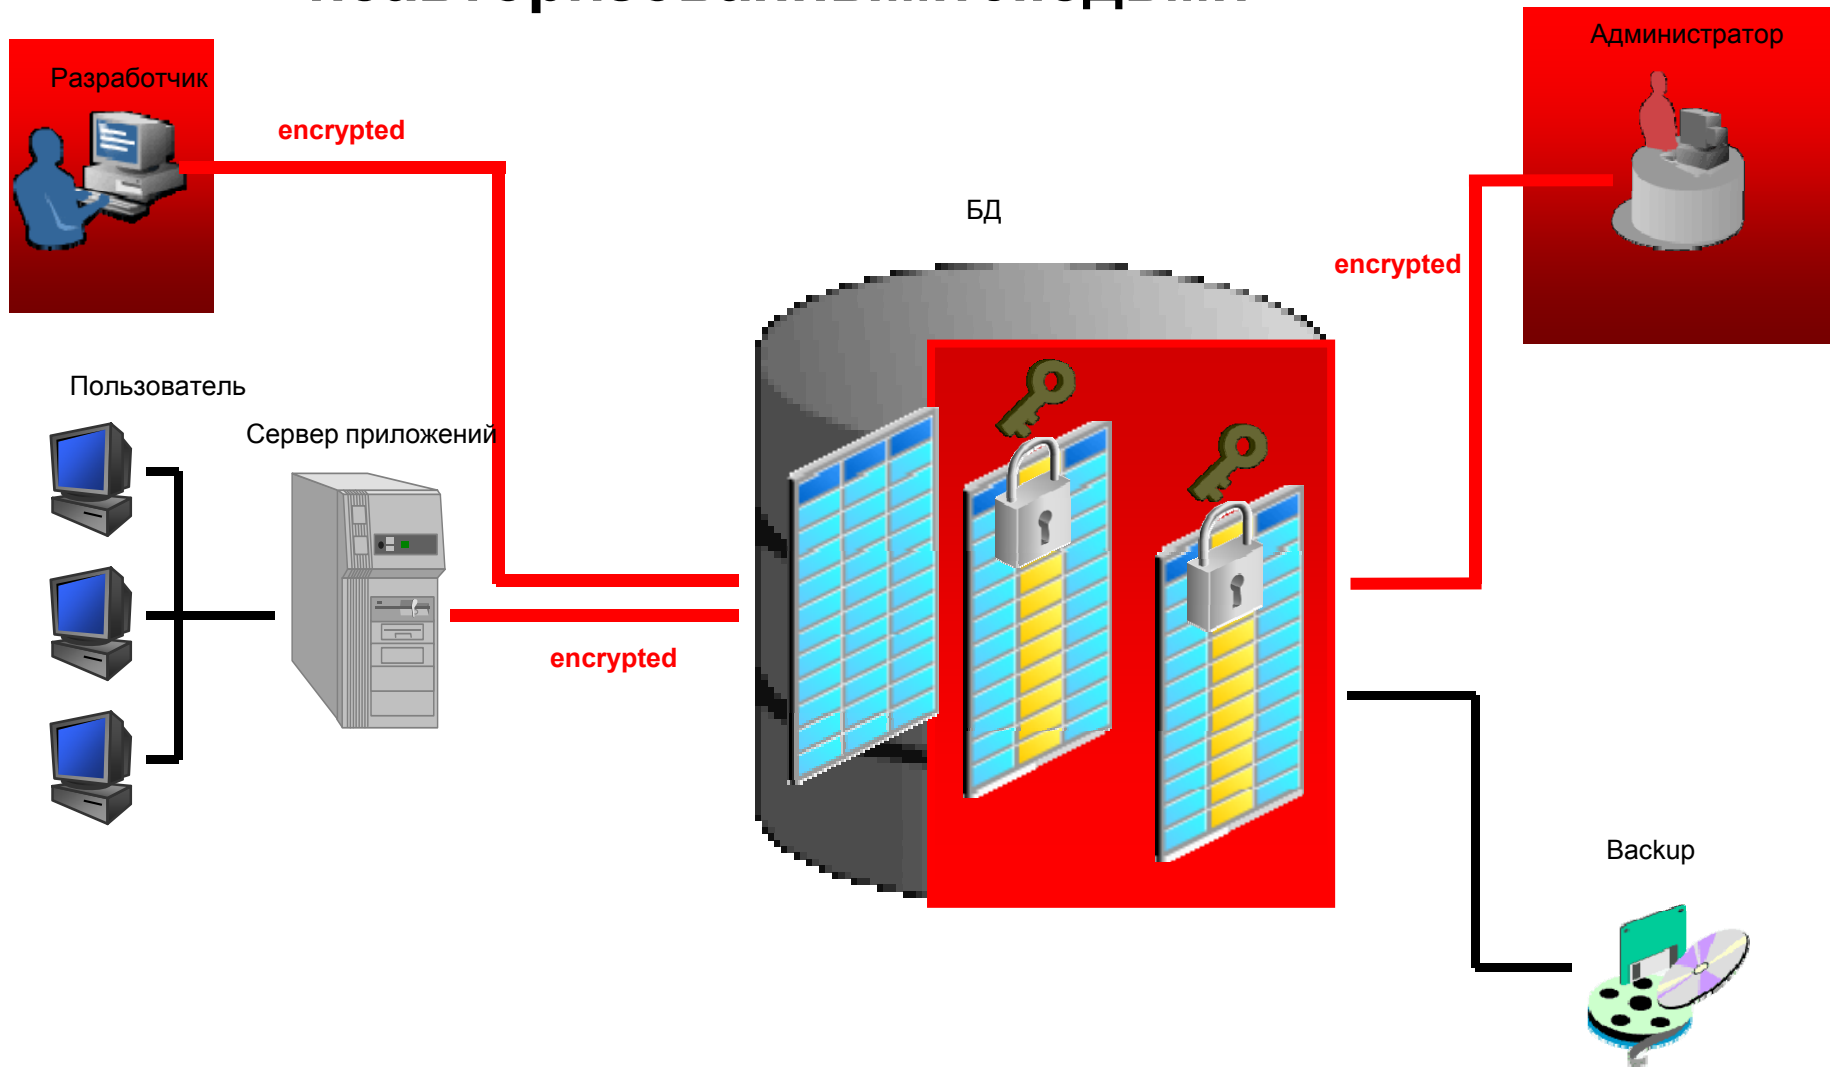 Администратор
Разработчик
encrypted
БД
encrypted
Пользователь
Сервер приложений
encrypted
Backup